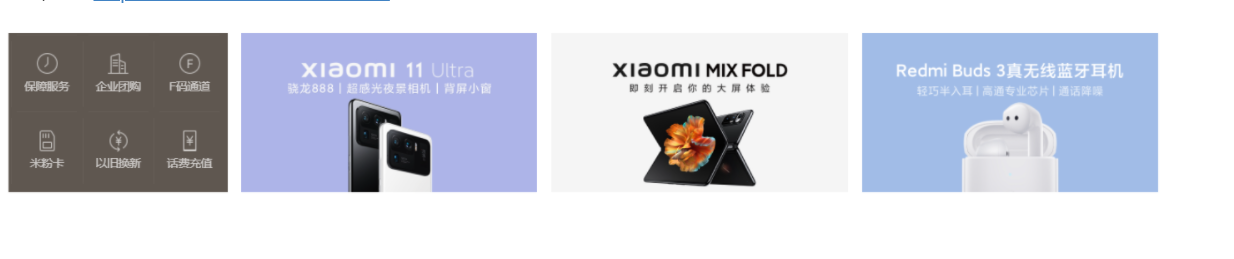 保障服务 企业团购 F码通道
米粉卡 以旧换新 话费充值
xiaomi 11 Ultra
骁龙888 | 超感光夜景相机 | 背屏小窗
xiaomi MIX FOLD
即刻开启你的大屏体验
Redmi Buds 3真无线蓝牙耳机
轻巧半入耳 | 高通专业芯片 | 通话降噪